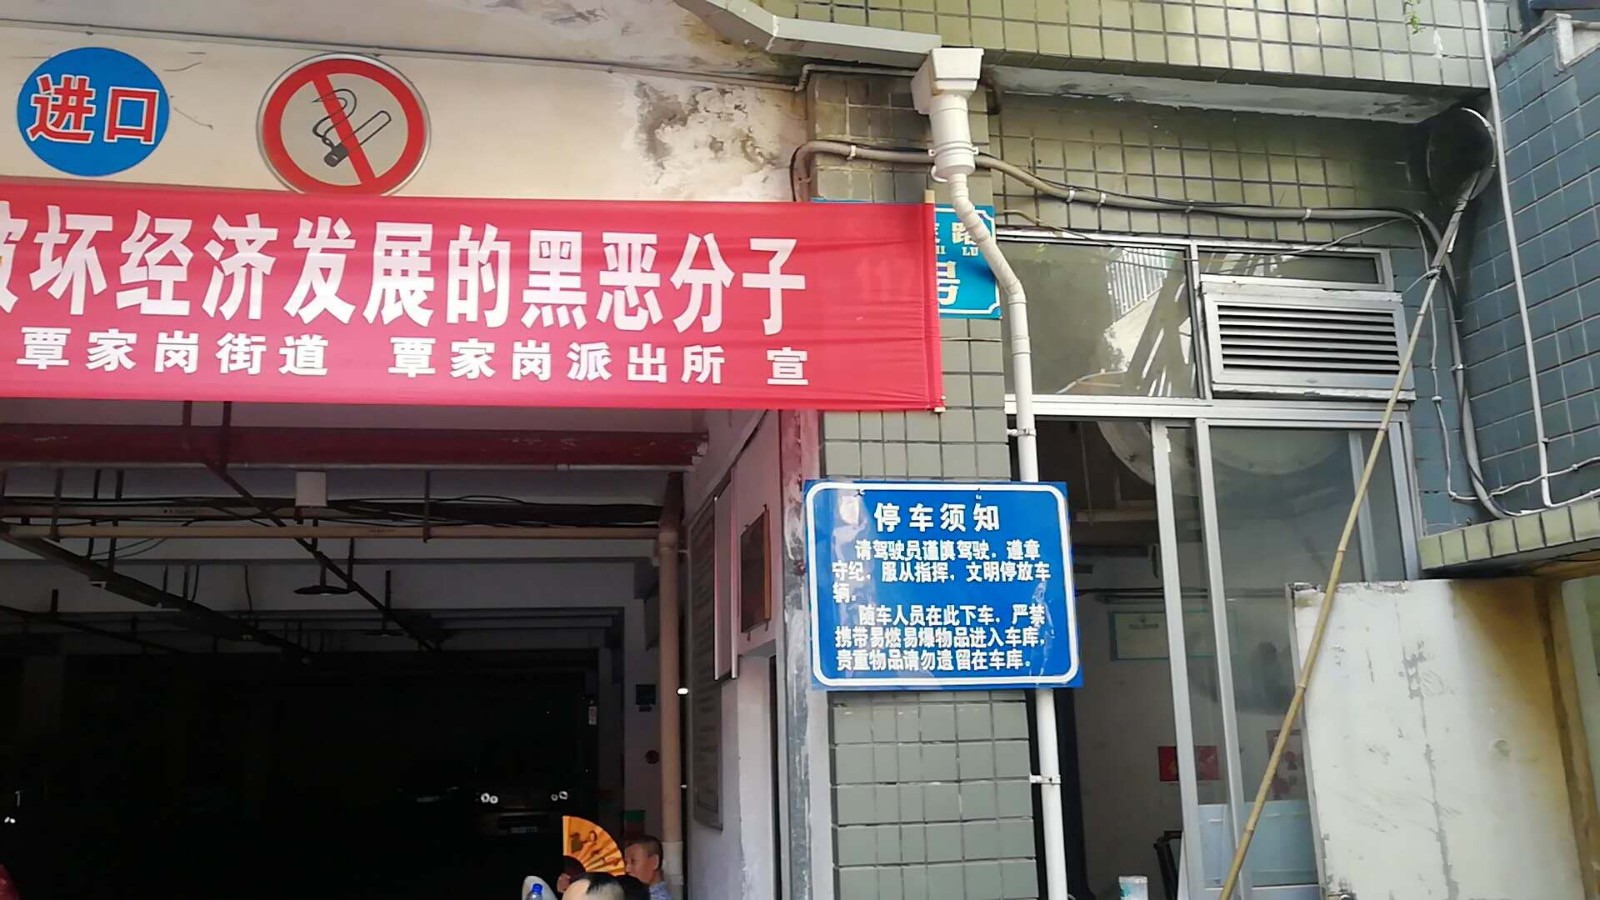 进口
坏经济发展的黑恶分子
覃家岗街道 覃家岗派出所 宣
路
LU
号
停车须知
请驾驶员谨慎驾驶，遵章
守纪，服从指挥，文明停放车
辆。
随车人员在此下车，严禁
携带易燃易爆物品进入车库，
贵重物品请勿遗留在车库。